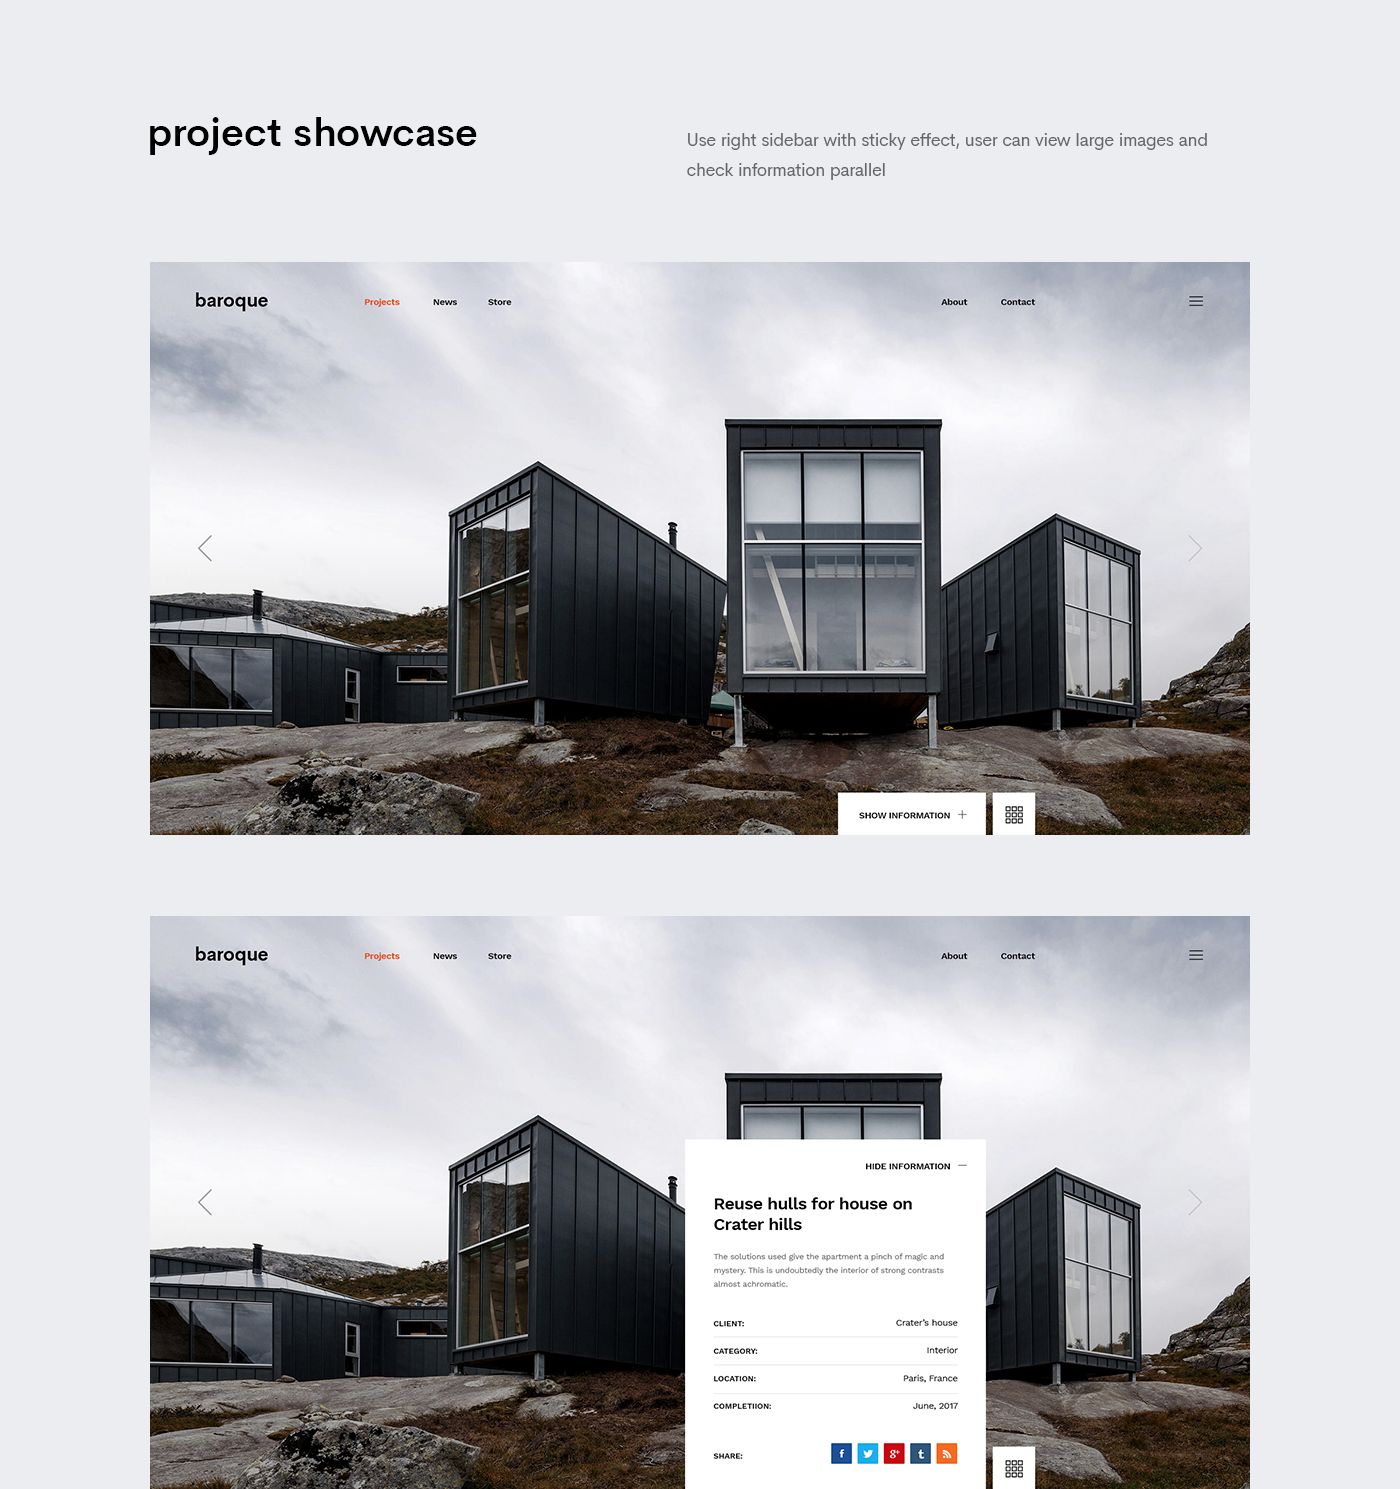 project showcase
Use right sidebar with sticky effect, user can view large images and
check information parallel
baroque Projects News Store About Contact
SHOW INFORMATION
baroque Projects News Store About Contact
HIDE INFORMATION
Reuse hulls for house on
Crater hills
The solutions used give the apartment a pinch of magic and
mystery. This is undoubtedly the interior of strong contrasts
almost achromatic.
CLIENT: Crater's house
CATEGORY: Interior
LOCATION: Paris, France
COMPLETIION: June, 2017
SHARE: